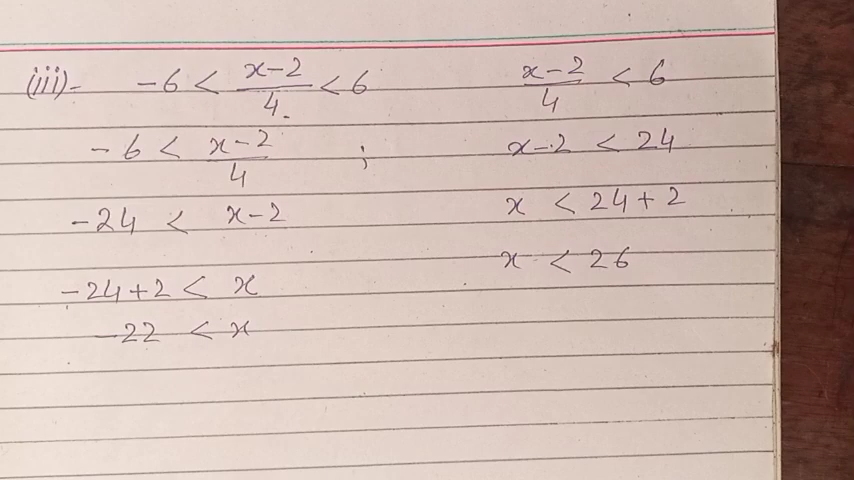 (iii)- -6 < (x-2)/4 < 6
-6 < (x-2)/4 ;
-24 < x-2
-24+2 < x
-22 < x
(x-2)/4 < 6
x-2 < 24
x < 24+2
x < 26